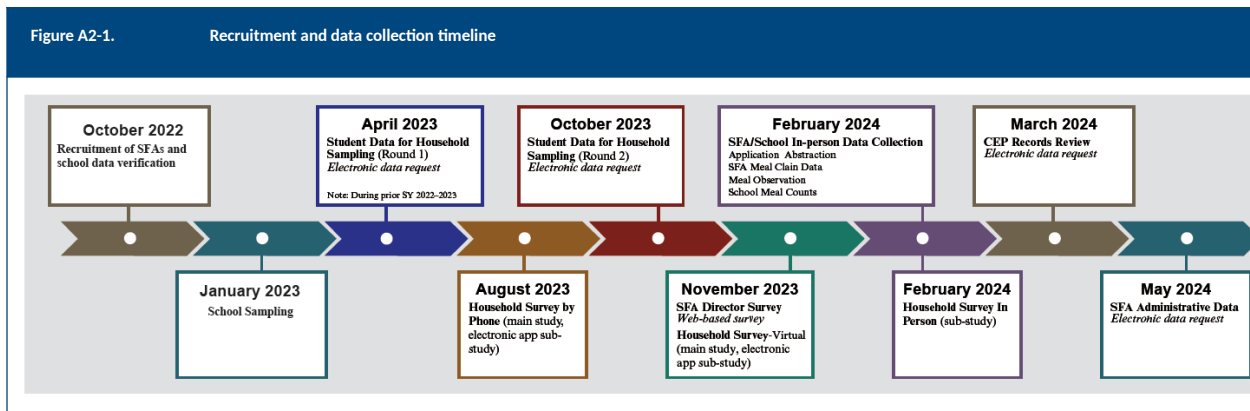 Figure A2-1. Recruitment and data collection timeline
October 2022
Recruitment of SFAs and
school data verification
April 2023
Student Data for Household
Sampling (Round 1)
Electronic data request
Note: During prior SY 2022–2023
October 2023
Student Data for Household
Sampling (Round 2)
Electronic data request
February 2024
SFA/School In-person Data Collection
Application Abstraction
SFA Meal Clain Data
Meal Observation
School Meal Counts
March 2024
CEP Records Review
Electronic data request
January 2023
School Sampling
August 2023
Household Survey by
Phone (main study,
electronic app sub-
study)
November 2023
SFA Director Survey
Web-based survey
Household Survey-Virtual
(main study, electronic
app sub-study)
February 2024
Household Survey In
Person (sub-study)
May 2024
SFA Administrative Data
Electronic data request